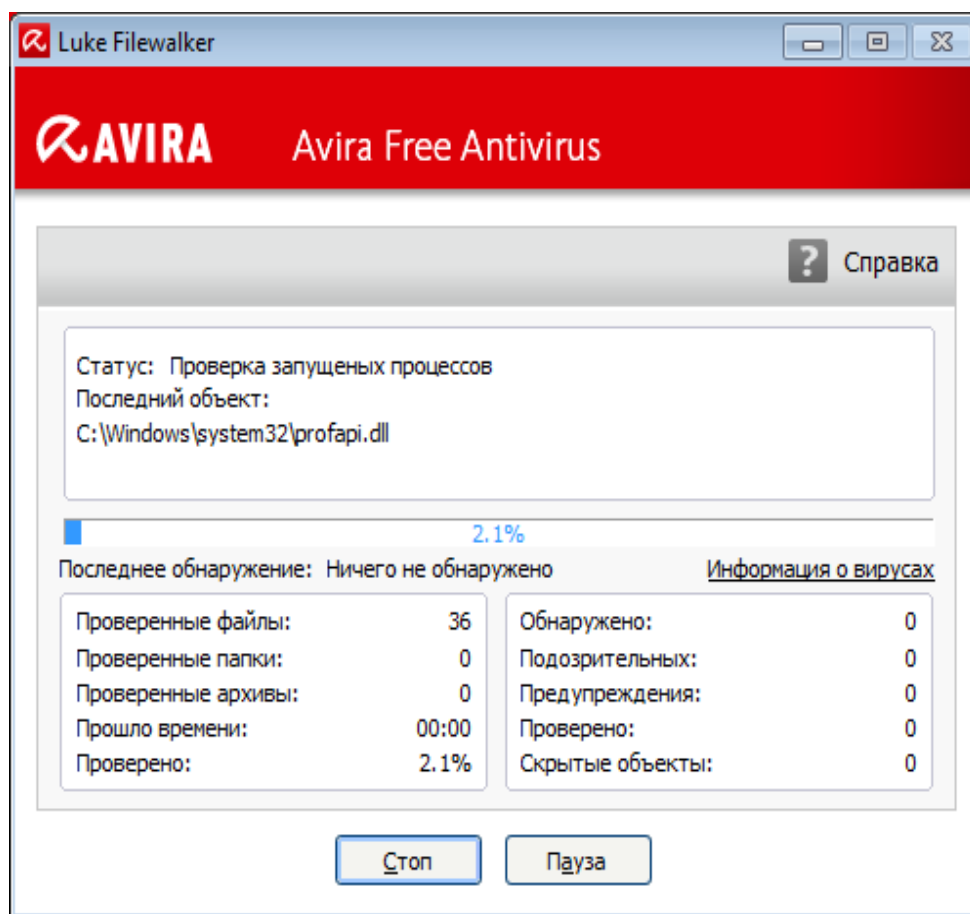 Luke Filewalker
AVIRA Avira Free Antivirus
? Справка
Статус: Проверка запущеных процессов
Последний объект:
C:\Windows\system32\profapi.dll
2.1%
Последнее обнаружение: Ничего не обнаружено Информация о вирусах
Проверенные файлы: 36
Проверенные папки: 0
Проверенные архивы: 0
Прошло времени: 00:00
Проверено: 2.1%
Обнаружено: 0
Подозрительных: 0
Предупреждения: 0
Проверено: 0
Скрытые объекты: 0
Стоп Пауза